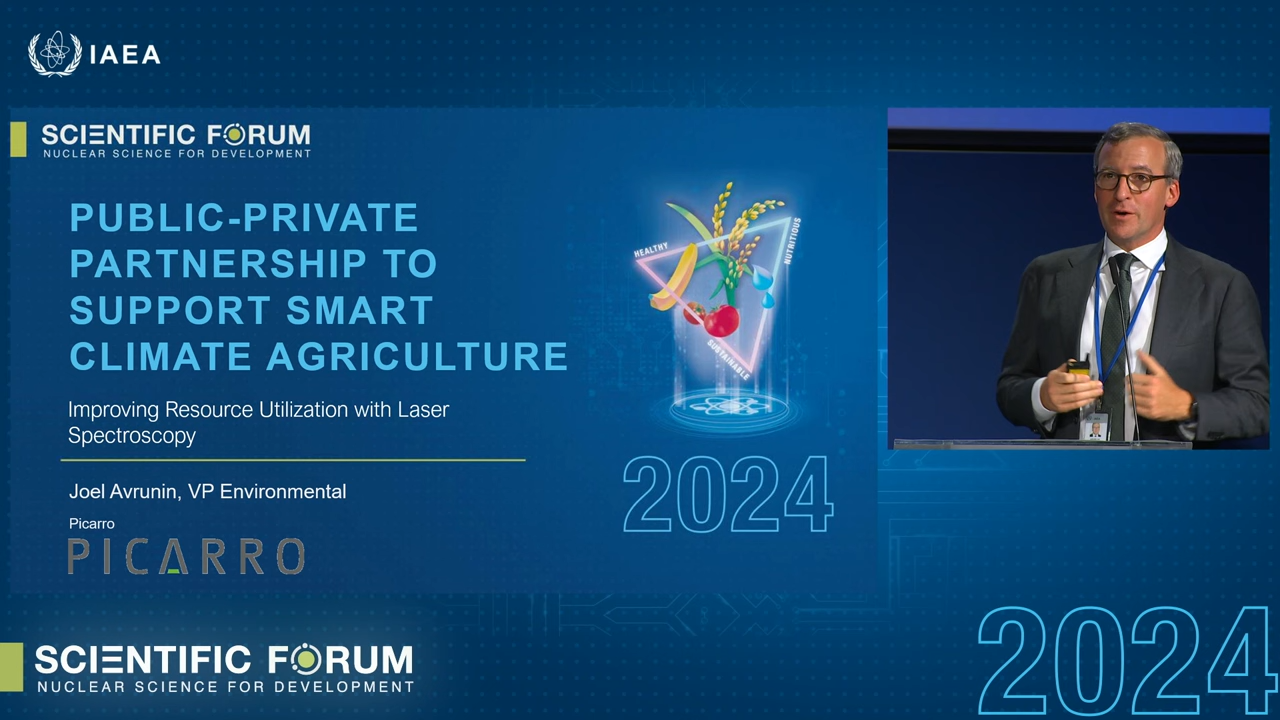 IAEA
SCIENTIFIC FORUM
NUCLEAR SCIENCE FOR DEVELOPMENT
PUBLIC-PRIVATE
PARTNERSHIP TO
SUPPORT SMART
CLIMATE AGRICULTURE
Improving Resource Utilization with Laser
Spectroscopy
Joel Avrunin, VP Environmental
Picarro
PICARRO
HEALTHY
NUTRITIOUS
SUSTAINABLE
2024
SCIENTIFIC FORUM
NUCLEAR SCIENCE FOR DEVELOPMENT
2024